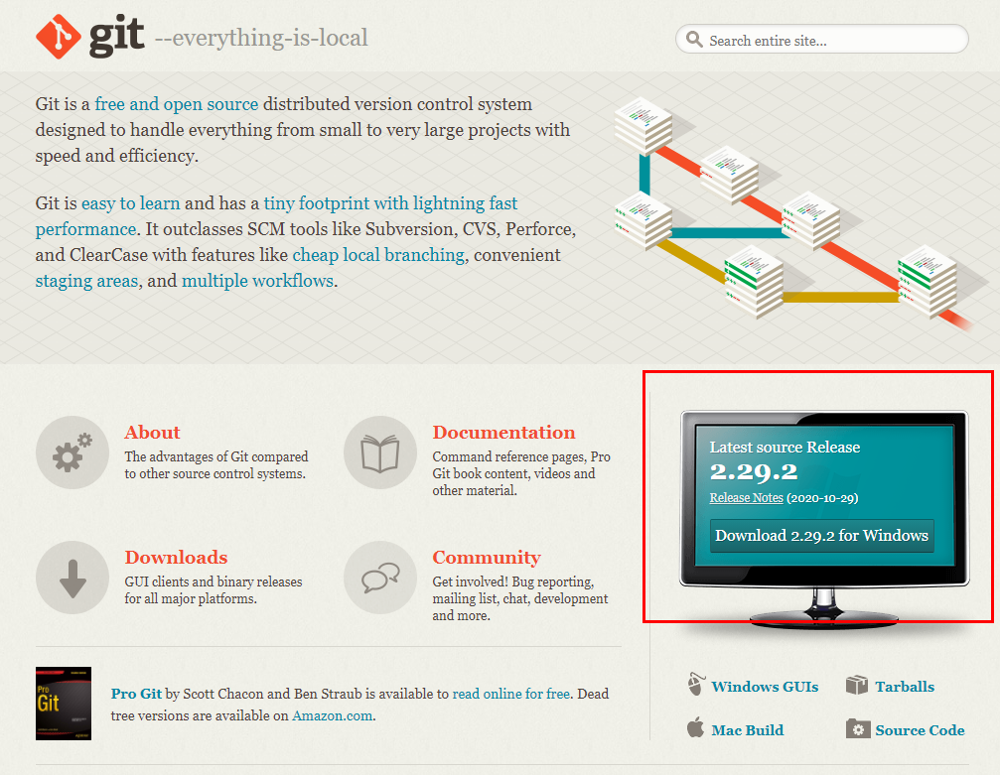 git --everything-is-local
Search entire site...
Git is a free and open source distributed version control system
designed to handle everything from small to very large projects with
speed and efficiency.
Git is easy to learn and has a tiny footprint with lightning fast
performance. It outclasses SCM tools like Subversion, CVS, Perforce,
and ClearCase with features like cheap local branching, convenient
staging areas, and multiple workflows.
About
The advantages of Git compared
to other source control systems.
Documentation
Command reference pages, Pro
Git book content, videos and
other material.
Downloads
GUI clients and binary releases
for all major platforms.
Community
Get involved! Bug reporting,
mailing list, chat, development
and more.
Latest source Release
2.29.2
Release Notes (2020-10-29)
Download 2.29.2 for Windows
Pro
Git
Pro Git by Scott Chacon and Ben Straub is available to read online for free. Dead
tree versions are available on Amazon.com.
Windows GUIs
Tarballs
Mac Build
Source Code